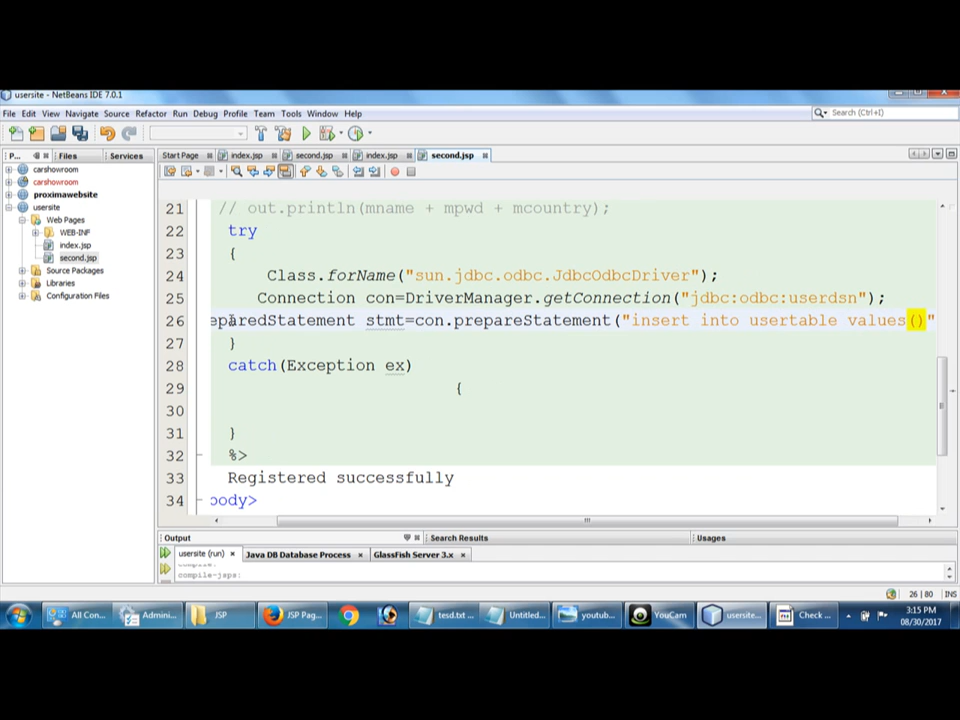 usersite - NetBeans IDE 7.0.1
File Edit View Navigate Source Refactor Run Debug Profile Team Tools Window Help
Search (Ctrl+I)
P... Files Services
Start Page index.jsp second.jsp index.jsp second.jsp
carshowroom
carshowroom
proximawebsite
usersite
Web Pages
WEB-INF
index.jsp
second.jsp
Source Packages
Libraries
Configuration Files
21 // out.println(mname + mpwd + mcountry);
22 try
23 {
24 Class.forName("sun.jdbc.odbc.JdbcOdbcDriver");
25 Connection con=DriverManager.getConnection("jdbc:odbc:userdsn");
26 eparedStatement stmt=con.prepareStatement("insert into usertable values()"
27 }
28 catch(Exception ex)
29 {
30
31 }
32 %>
33 Registered successfully
34 body>
Output Search Results Usages
usersite (run) Java DB Database Process GlassFish Server 3.x
compile:
compile-jsps:
26 | 80 INS
All Con... Admini... JSP JSP Pag... tesd.txt ... Untitled... youtub... YouCam usersite... Check ...
3:15 PM
08/30/2017